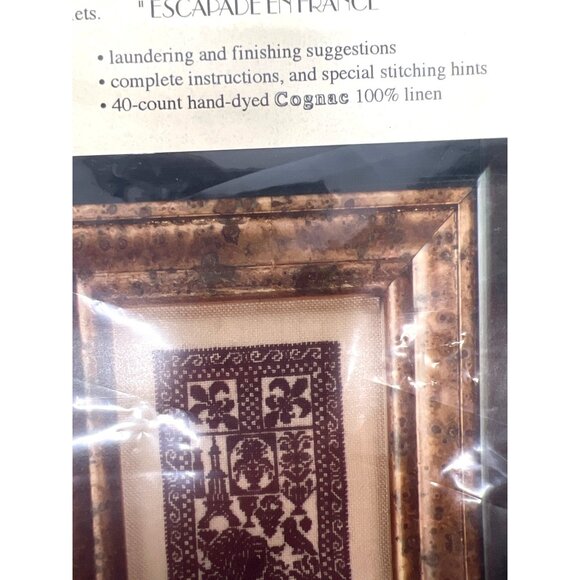 ets.
" ESCAPADE EN FRANCE
• laundering and finishing suggestions
• complete instructions, and special stitching hints
• 40-count hand-dyed Cognac 100% linen